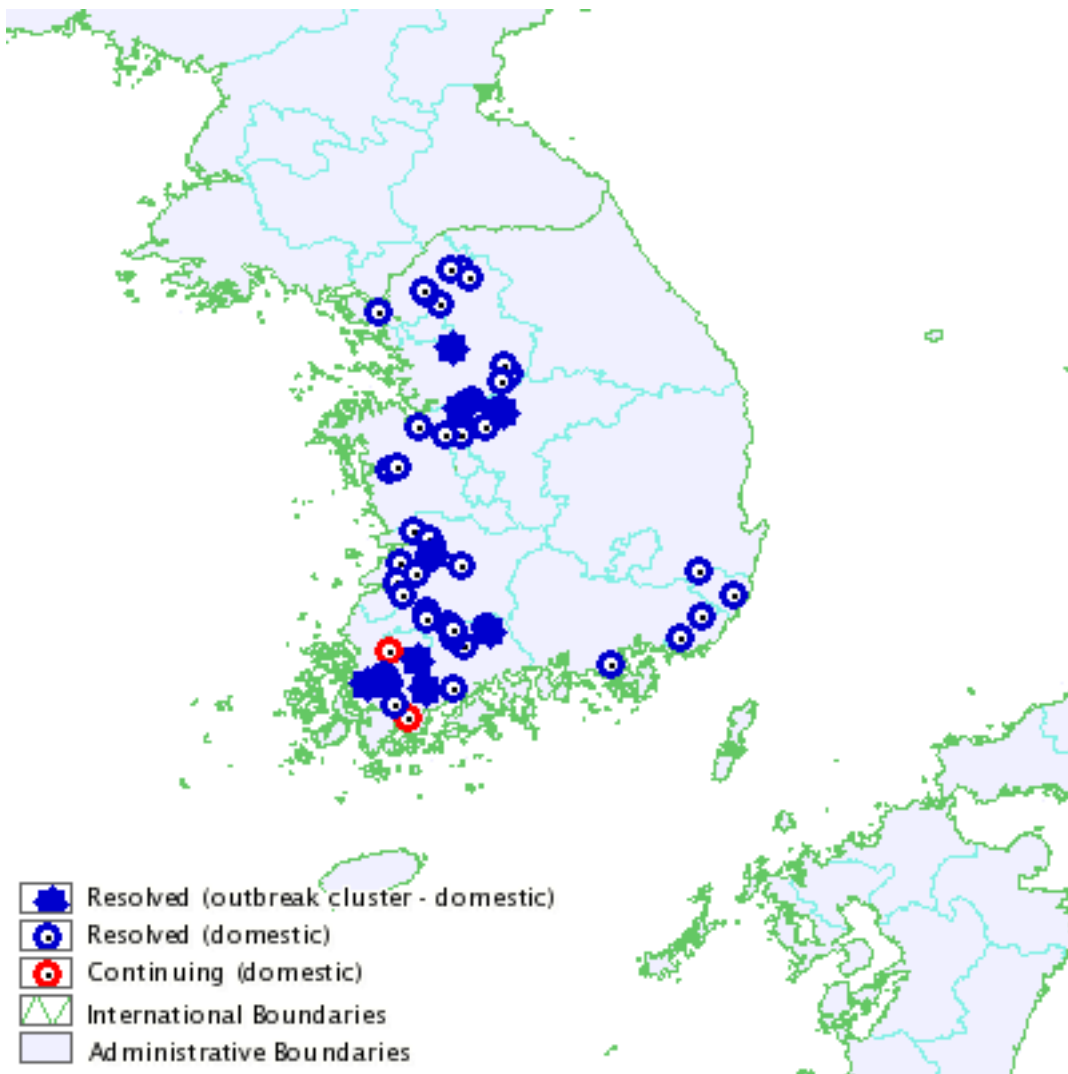 Resolved (outbreak cluster - domestic)
Resolved (domestic)
Continuing (domestic)
International Boundaries
Administrative Boundaries